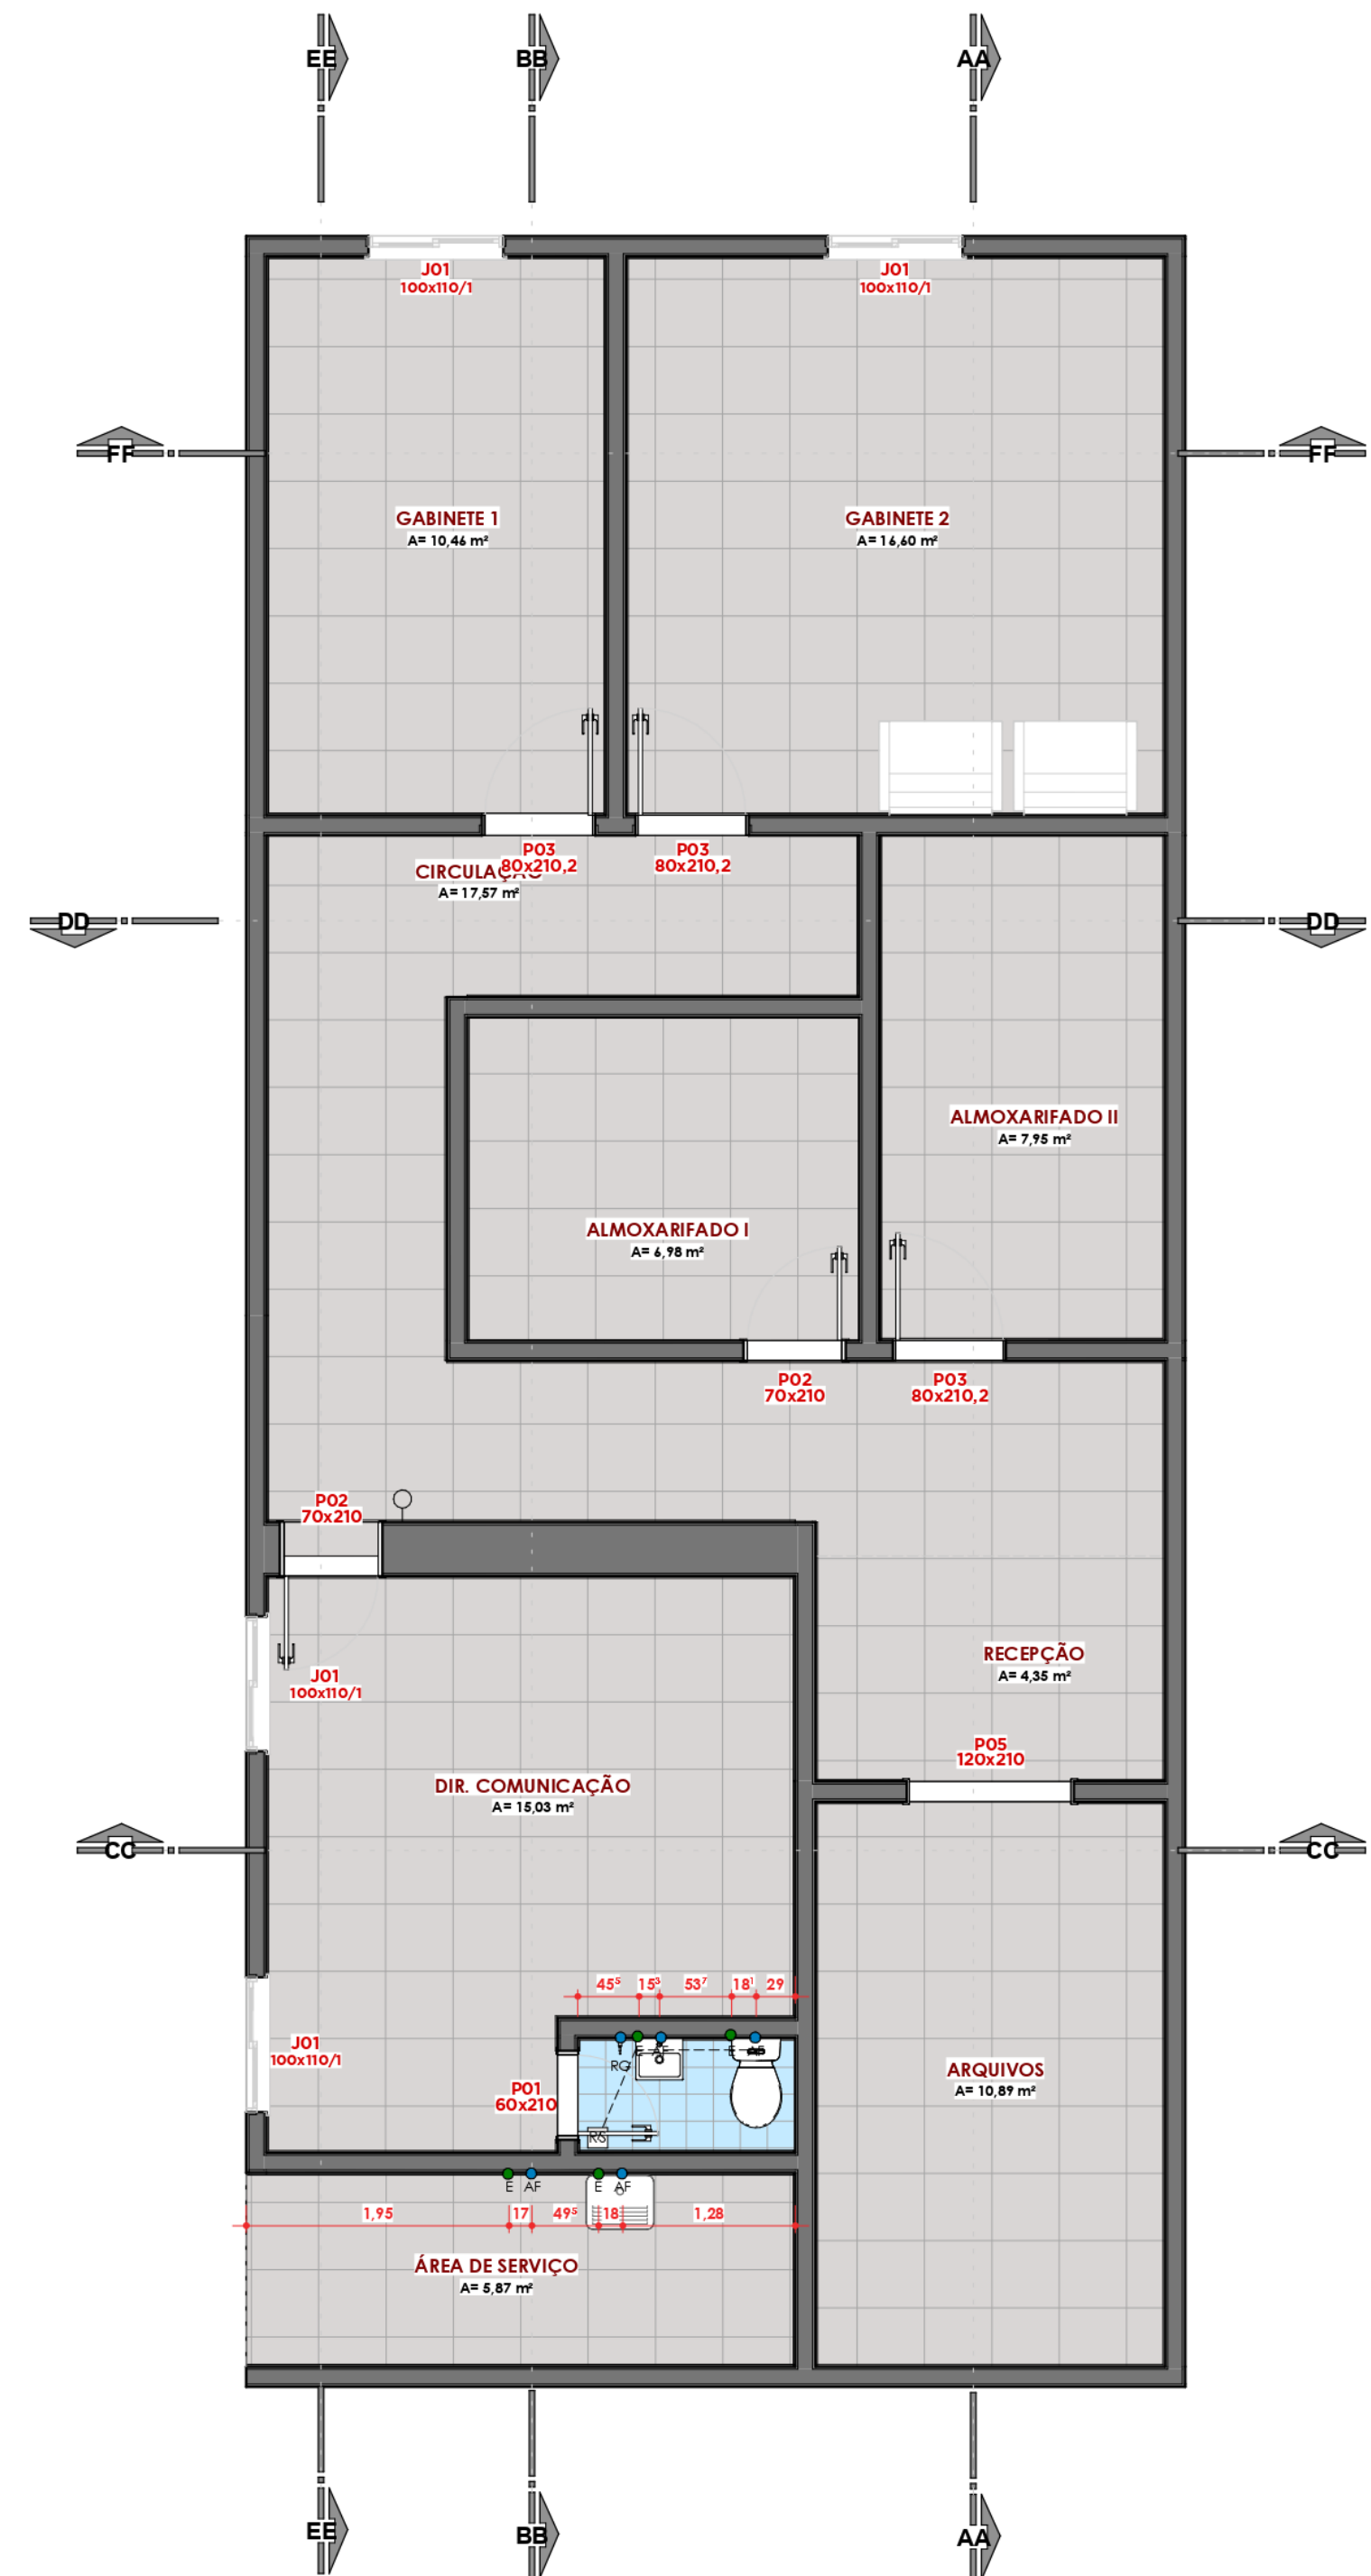 EE
BB
AA
J01
100x110/1
J01
100x110/1
FF
FF
GABINETE 1
A= 10,46 m²
GABINETE 2
A= 16,60 m²
P03
80x210,2
P03
80x210,2
CIRCULAÇÃO
A= 17,57 m²
DD
DD
ALMOXARIFADO II
A= 7,95 m²
ALMOXARIFADO I
A= 6,98 m²
P02
70x210
P03
80x210,2
P02
70x210
J01
100x110/1
RECEPÇÃO
A= 4,35 m²
P05
120x210
DIR. COMUNICAÇÃO
A= 15,03 m²
CC
CC
45⁵ 15³ 53⁷ 18¹ 29
J01
100x110/1
E AF E AF
RG
P01
60x210
RS
ARQUIVOS
A= 10,89 m²
E AF E AF
1,95 17 49⁵ 18 1,28
ÁREA DE SERVIÇO
A= 5,87 m²
EE
BB
AA